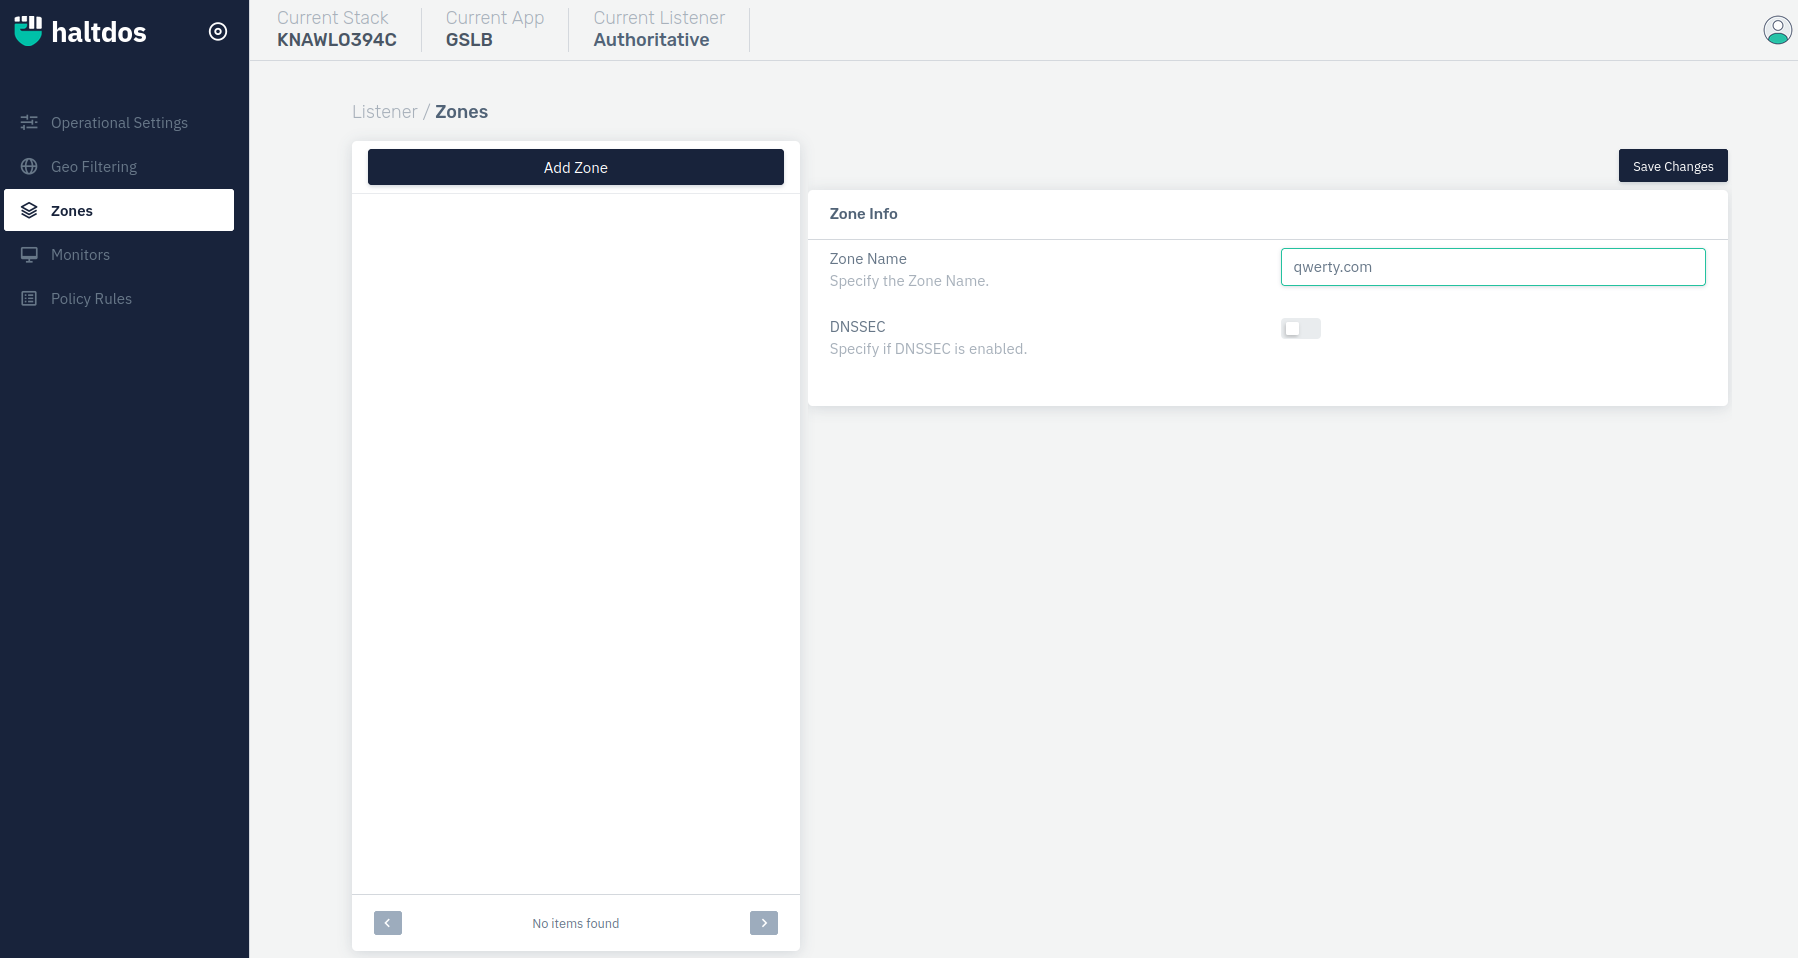 haltdos
Current Stack
KNAWLO394C
Current App
GSLB
Current Listener
Authoritative
Operational Settings
Geo Filtering
Zones
Monitors
Policy Rules
Listener / Zones
Add Zone
No items found
Save Changes
Zone Info
Zone Name
Specify the Zone Name.
qwerty.com
DNSSEC
Specify if DNSSEC is enabled.